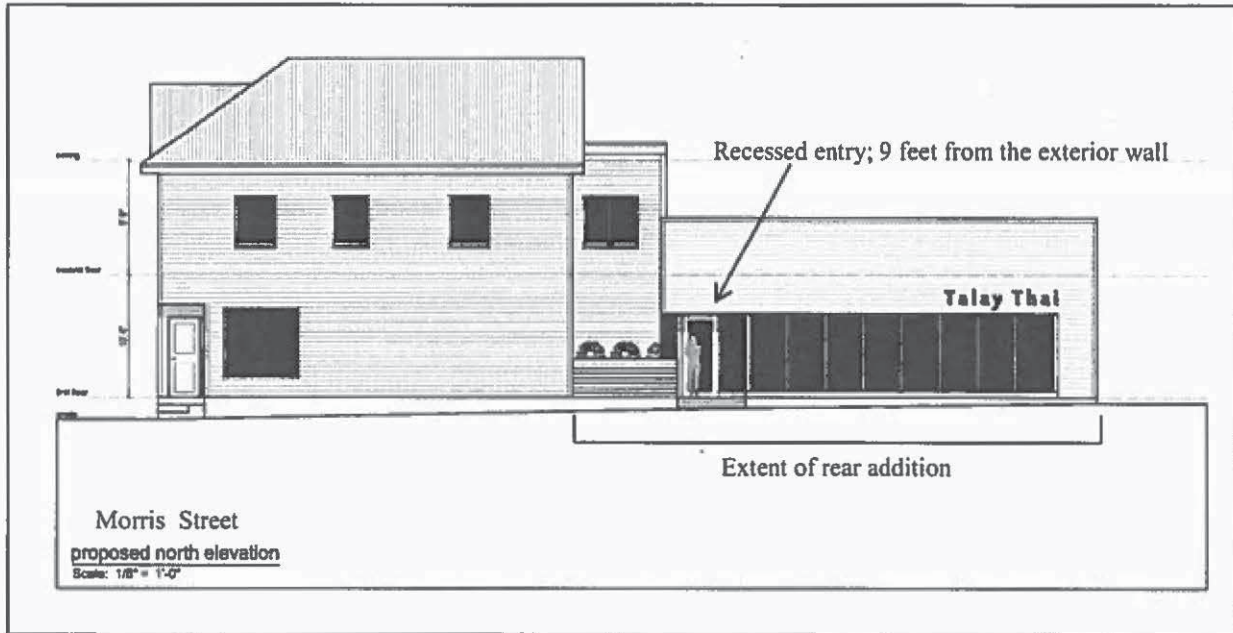 Recessed entry; 9 feet from the exterior wall
Talay Thai
Extent of rear addition
Morris Street
proposed north elevation
Scale: 1/8" = 1'-0"